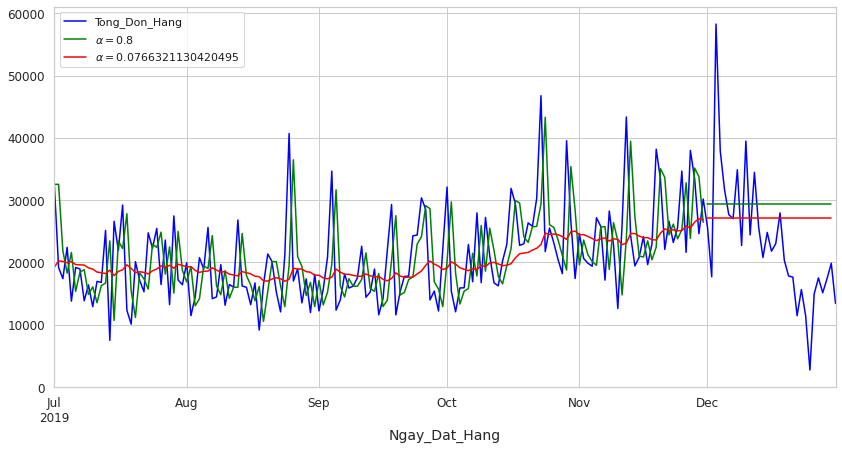 Tong_Don_Hang
α = 0.8
α = 0.0766321130420495
60000
50000
40000
30000
20000
10000
0
Jul Aug Sep Oct Nov Dec
2019
Ngay_Dat_Hang